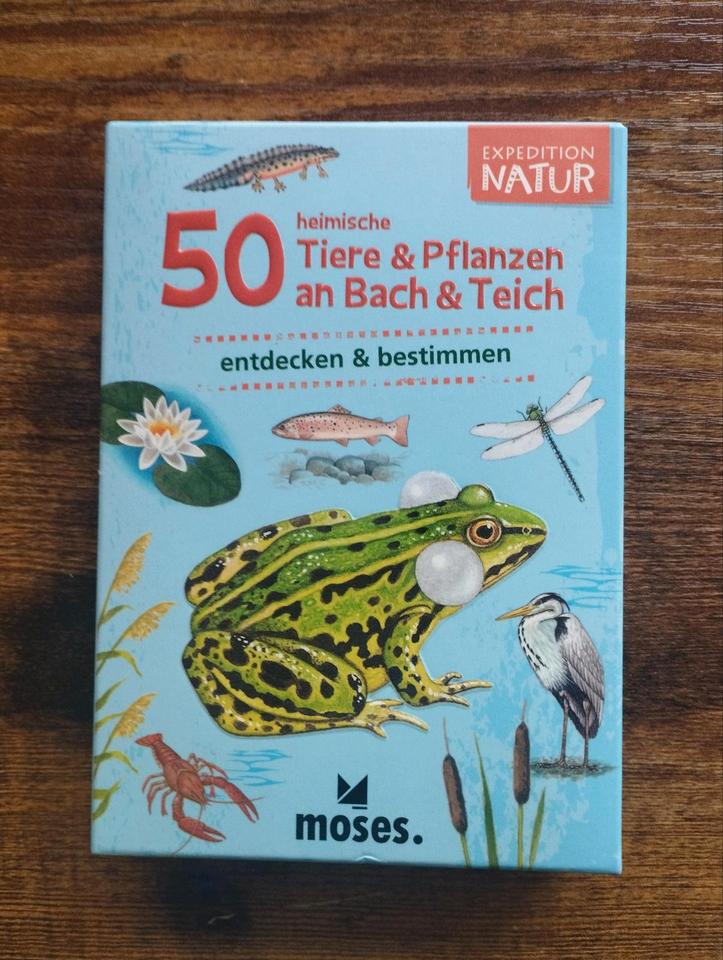 EXPEDITION
NATUR
50 heimische
Tiere & Pflanzen
an Bach & Teich
entdecken & bestimmen
moses.